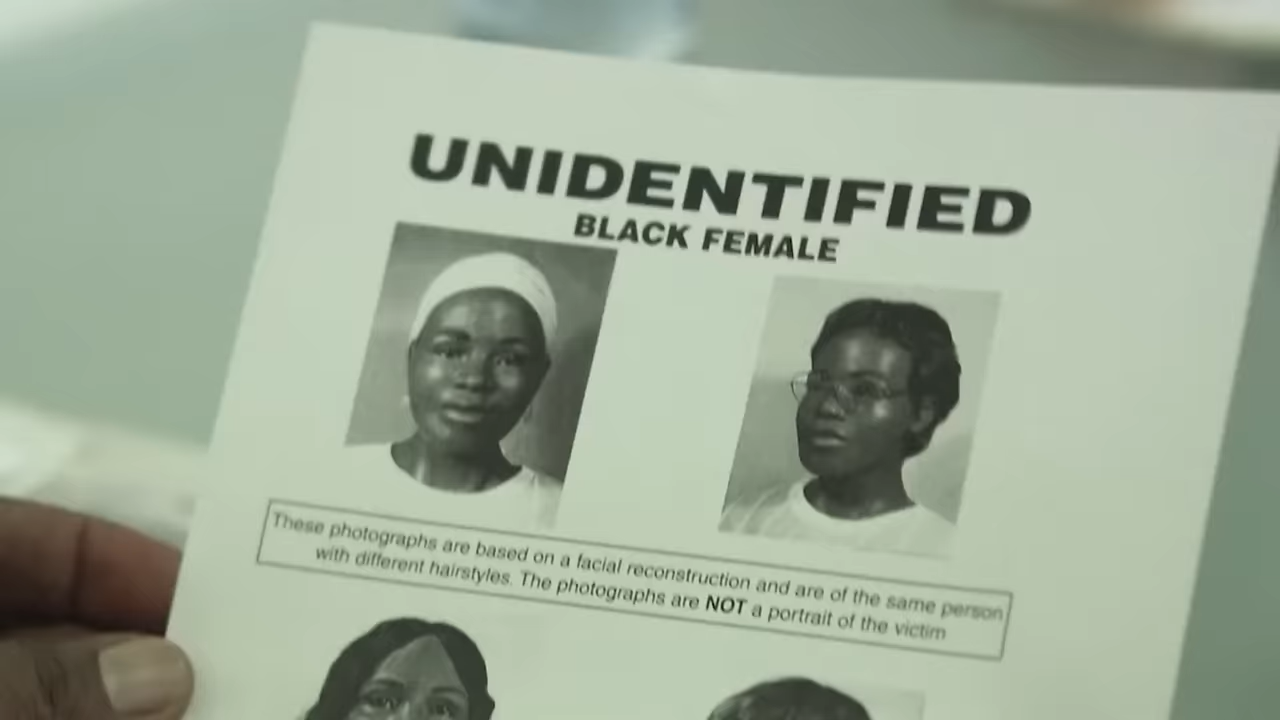 UNIDENTIFIED
BLACK FEMALE
These photographs are based on a facial reconstruction and are of the same person
with different hairstyles. The photographs are NOT a portrait of the victim